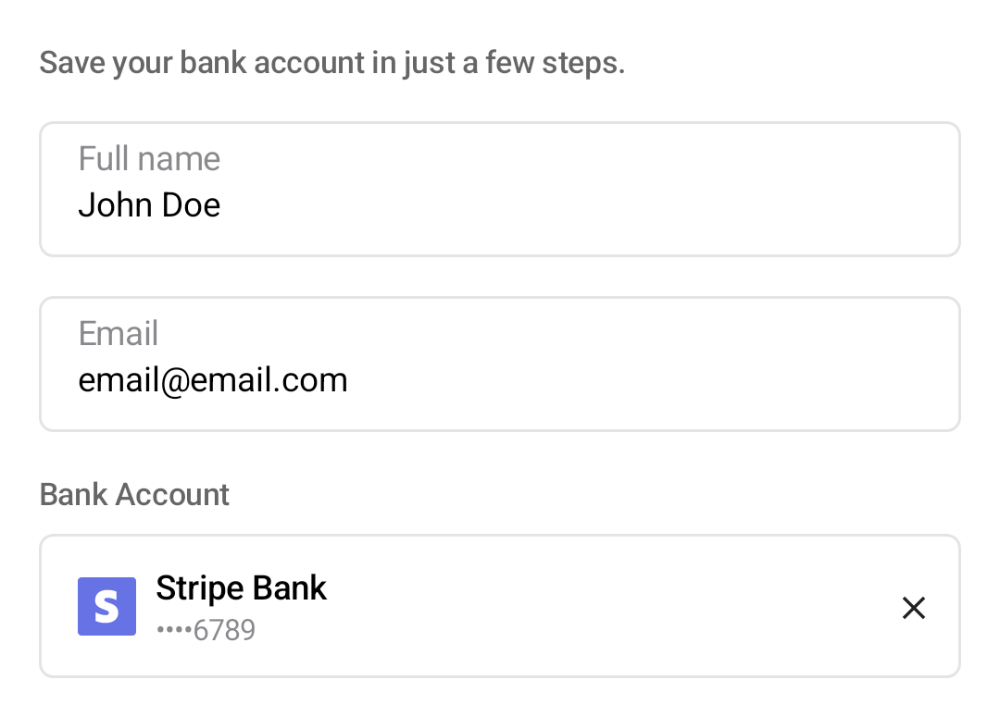 Save your bank account in just a few steps.
Full name
John Doe
Email
email@email.com
Bank Account
S
Stripe Bank
••••6789